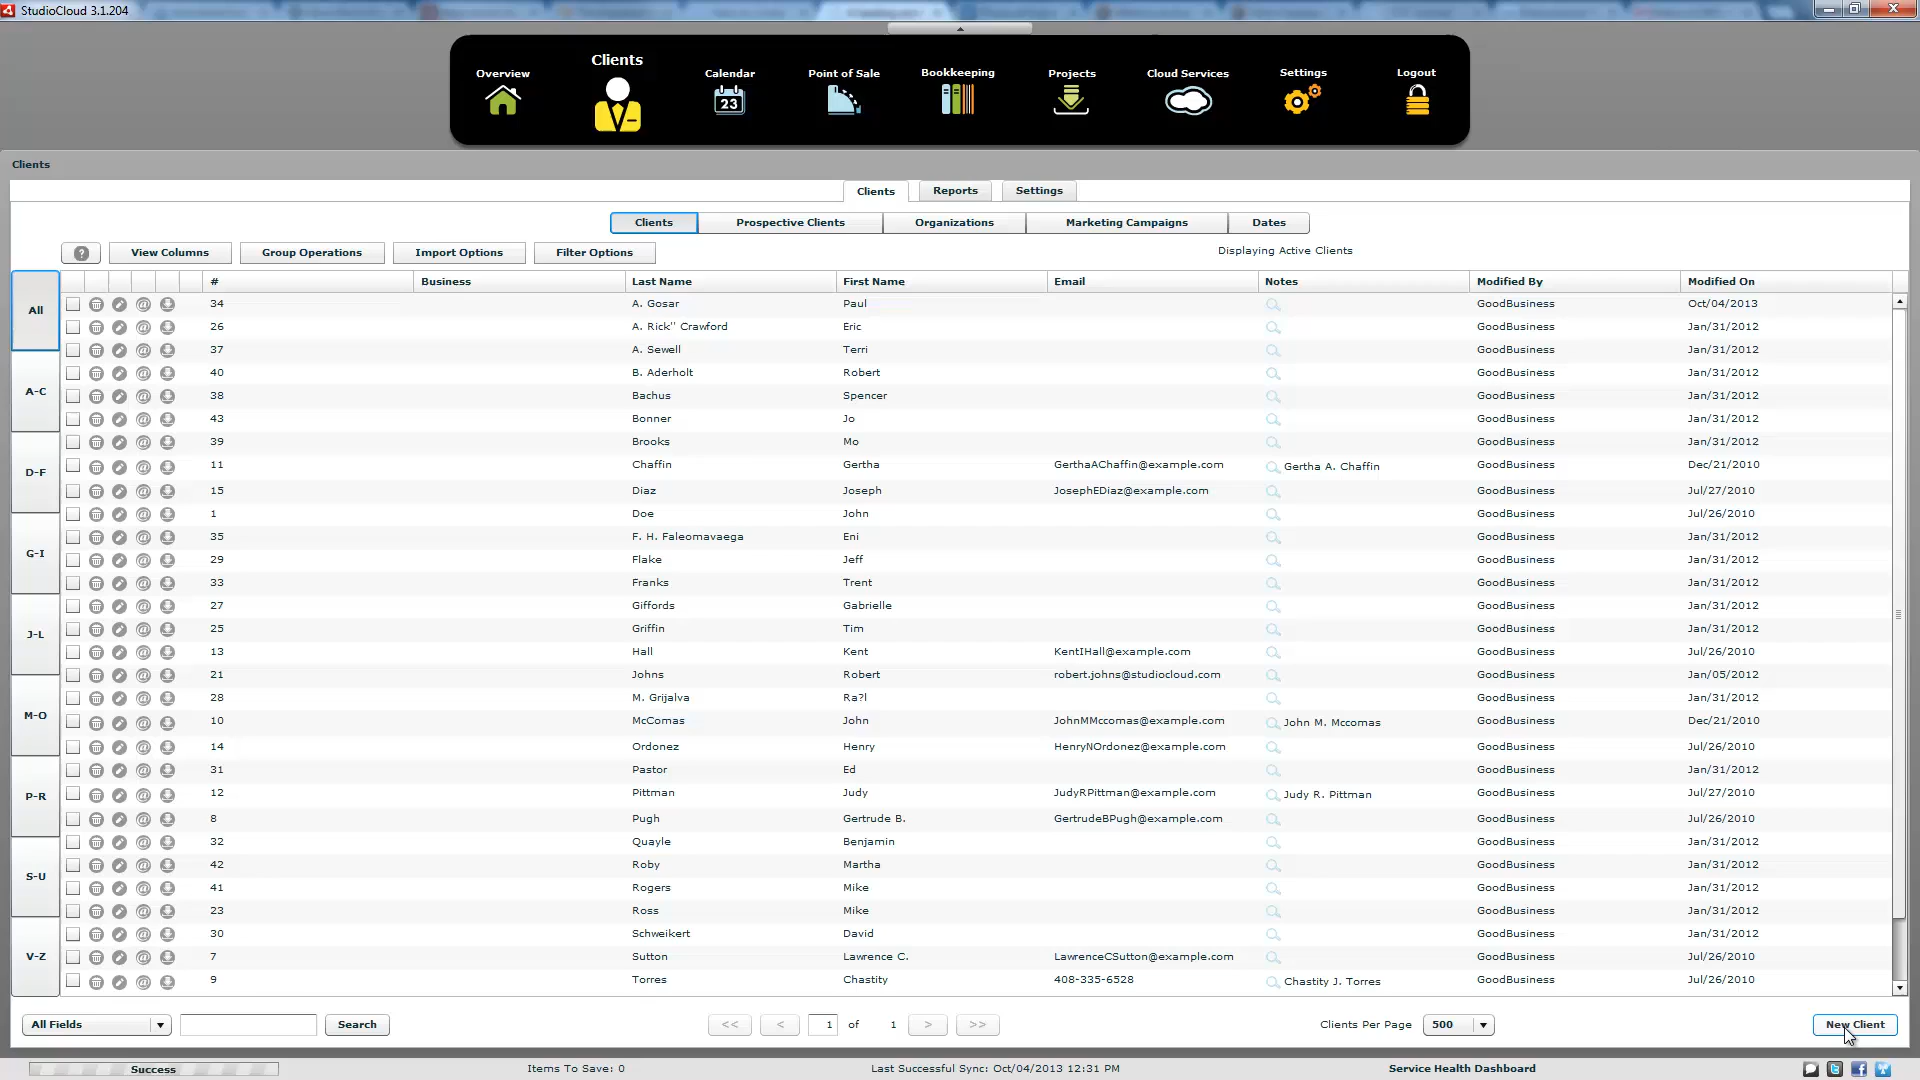 StudioCloud 3.1.204
Overview
Clients
Calendar
23
Point of Sale
Bookkeeping
Projects
Cloud Services
Settings
Logout
Clients
Clients Reports Settings
Clients Prospective Clients Organizations Marketing Campaigns Dates
? View Columns Group Operations Import Options Filter Options Displaying Active Clients
# Business Last Name First Name Email Notes Modified By Modified On
All
A-C
D-F
G-I
J-L
M-O
P-R
S-U
V-Z
34 A. Gosar Paul GoodBusiness Oct/04/2013
26 A. Rick" Crawford Eric GoodBusiness Jan/31/2012
37 A. Sewell Terri GoodBusiness Jan/31/2012
40 B. Aderholt Robert GoodBusiness Jan/31/2012
38 Bachus Spencer GoodBusiness Jan/31/2012
43 Bonner Jo GoodBusiness Jan/31/2012
39 Brooks Mo GoodBusiness Jan/31/2012
11 Chaffin Gertha GerthaAChaffin@example.com Gertha A. Chaffin GoodBusiness Dec/21/2010
15 Diaz Joseph JosephEDiaz@example.com GoodBusiness Jul/27/2010
1 Doe John GoodBusiness Jul/26/2010
35 F. H. Faleomavaega Eni GoodBusiness Jan/31/2012
29 Flake Jeff GoodBusiness Jan/31/2012
33 Franks Trent GoodBusiness Jan/31/2012
27 Giffords Gabrielle GoodBusiness Jan/31/2012
25 Griffin Tim GoodBusiness Jan/31/2012
13 Hall Kent KentIHall@example.com GoodBusiness Jul/26/2010
21 Johns Robert robert.johns@studiocloud.com GoodBusiness Jan/05/2012
28 M. Grijalva Ra?l GoodBusiness Jan/31/2012
10 McComas John JohnMMccomas@example.com John M. Mccomas GoodBusiness Dec/21/2010
14 Ordonez Henry HenryNOrdonez@example.com GoodBusiness Jul/26/2010
31 Pastor Ed GoodBusiness Jan/31/2012
12 Pittman Judy JudyRPittman@example.com Judy R. Pittman GoodBusiness Jul/27/2010
8 Pugh Gertrude B. GertrudeBPugh@example.com GoodBusiness Jul/26/2010
32 Quayle Benjamin GoodBusiness Jan/31/2012
42 Roby Martha GoodBusiness Jan/31/2012
41 Rogers Mike GoodBusiness Jan/31/2012
23 Ross Mike GoodBusiness Jan/31/2012
30 Schweikert David GoodBusiness Jan/31/2012
7 Sutton Lawrence C. LawrenceCSutton@example.com GoodBusiness Jul/26/2010
9 Torres Chastity 408-335-6528 Chastity J. Torres GoodBusiness Jul/26/2010
All Fields Search << < 1 of 1 > >> Clients Per Page 500 New Client
Success Items To Save: 0 Last Successful Sync: Oct/04/2013 12:31 PM Service Health Dashboard